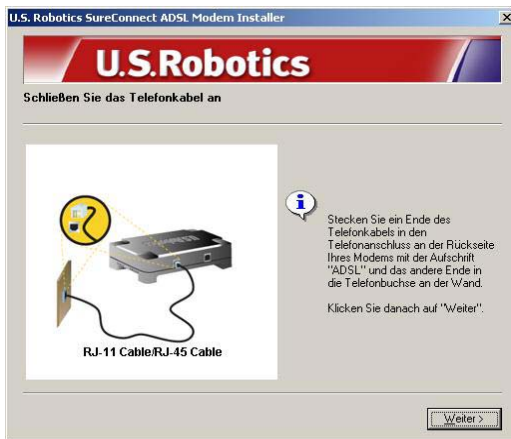 U.S. Robotics SureConnect ADSL Modem Installer
U.S.Robotics
Schließen Sie das Telefonkabel an
Stecken Sie ein Ende des
Telefonkabels in den
Telefonanschluss an der Rückseite
Ihres Modems mit der Aufschrift
"ADSL" und das andere Ende in
die Telefonbuchse an der Wand.
Klicken Sie danach auf "Weiter".
RJ-11 Cable/RJ-45 Cable
Weiter >